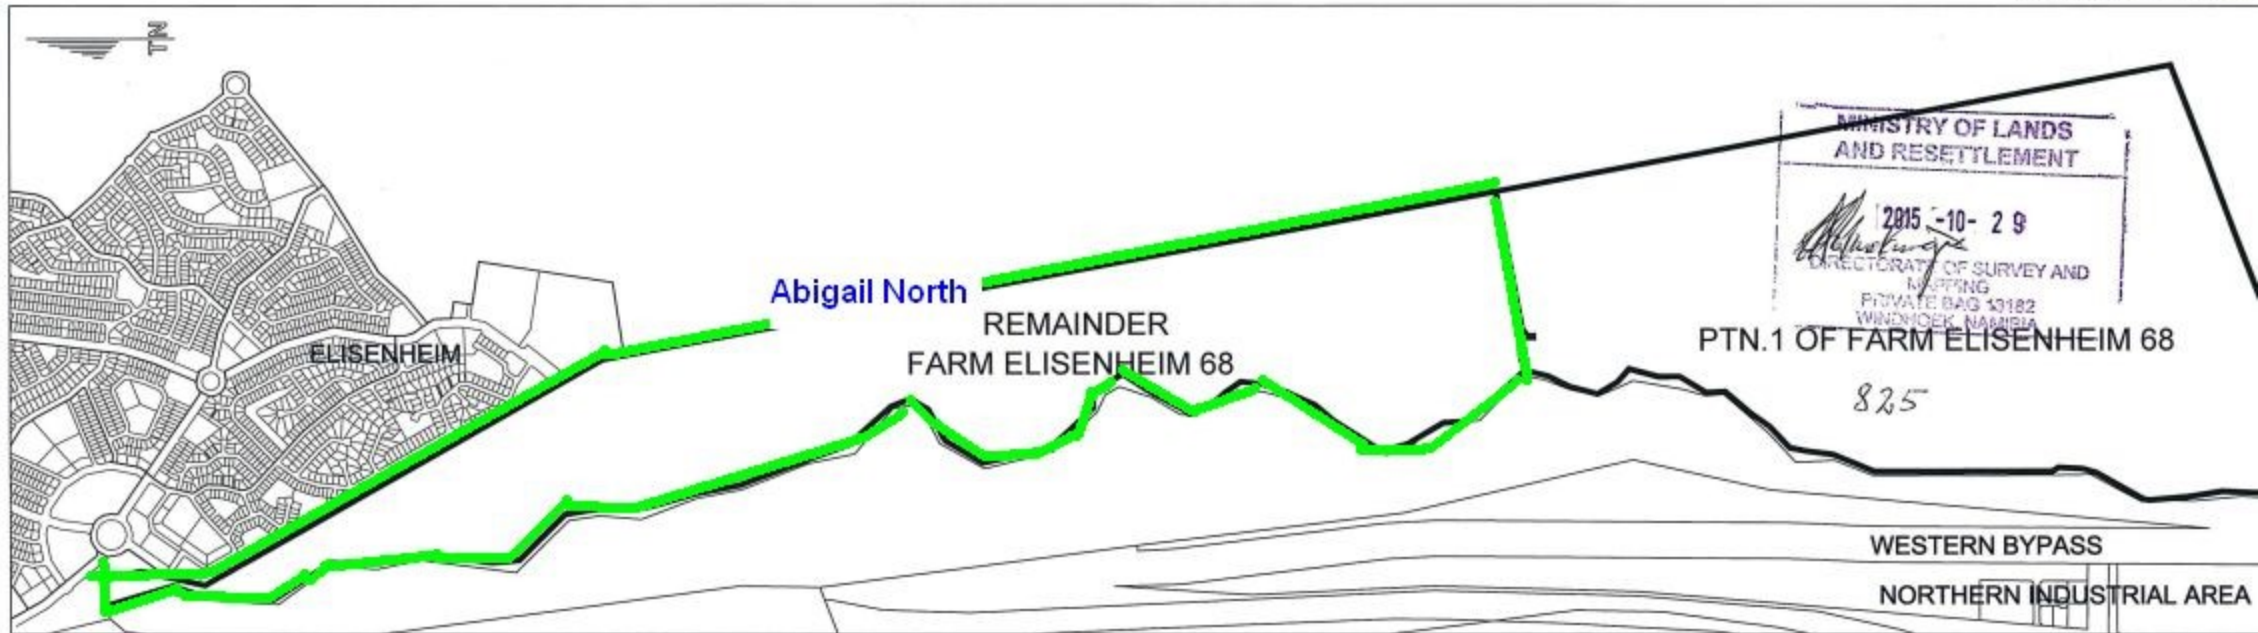 TN
MINISTRY OF LANDS
AND RESETTLEMENT
2015 -10- 29
DIRECTORATE OF SURVEY AND
MAPPING
PRIVATE BAG 13182
WINDHOEK, NAMIBIA
Abigail North
REMAINDER
FARM ELISENHEIM 68
PTN.1 OF FARM ELISENHEIM 68
ELISENHEIM
825
WESTERN BYPASS
NORTHERN INDUSTRIAL AREA